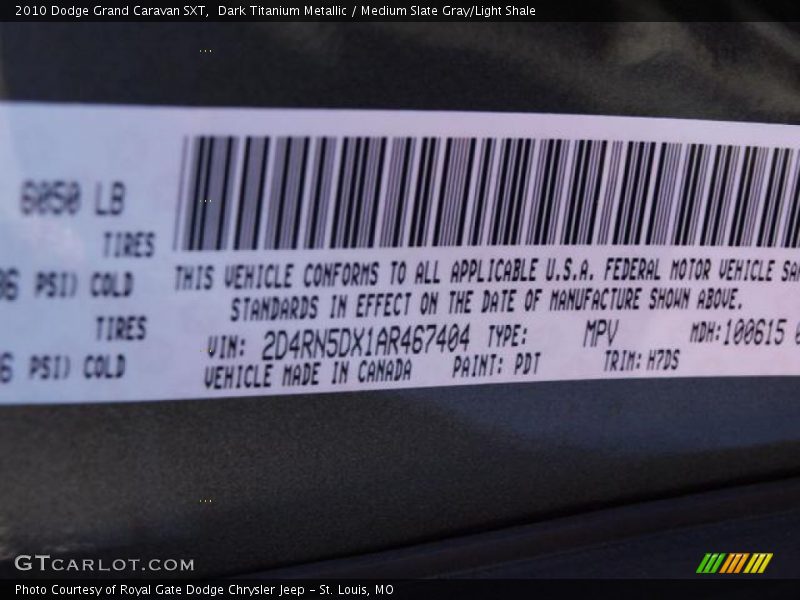 2010 Dodge Grand Caravan SXT,  Dark Titanium Metallic / Medium Slate Gray/Light Shale
6050 LB
TIRES
PSI) COLD
TIRES
PSI) COLD
THIS VEHICLE CONFORMS TO ALL APPLICABLE U.S.A. FEDERAL MOTOR VEHICLE
STANDARDS IN EFFECT ON THE DATE OF MANUFACTURE SHOWN ABOVE.
VIN: 2D4RN5DX1AR467404 TYPE: MPV MDH:100615
VEHICLE MADE IN CANADA PAINT: PDT TRIM: H7DS
GTCARLOT.COM
Photo Courtesy of Royal Gate Dodge Chrysler Jeep - St. Louis, MO